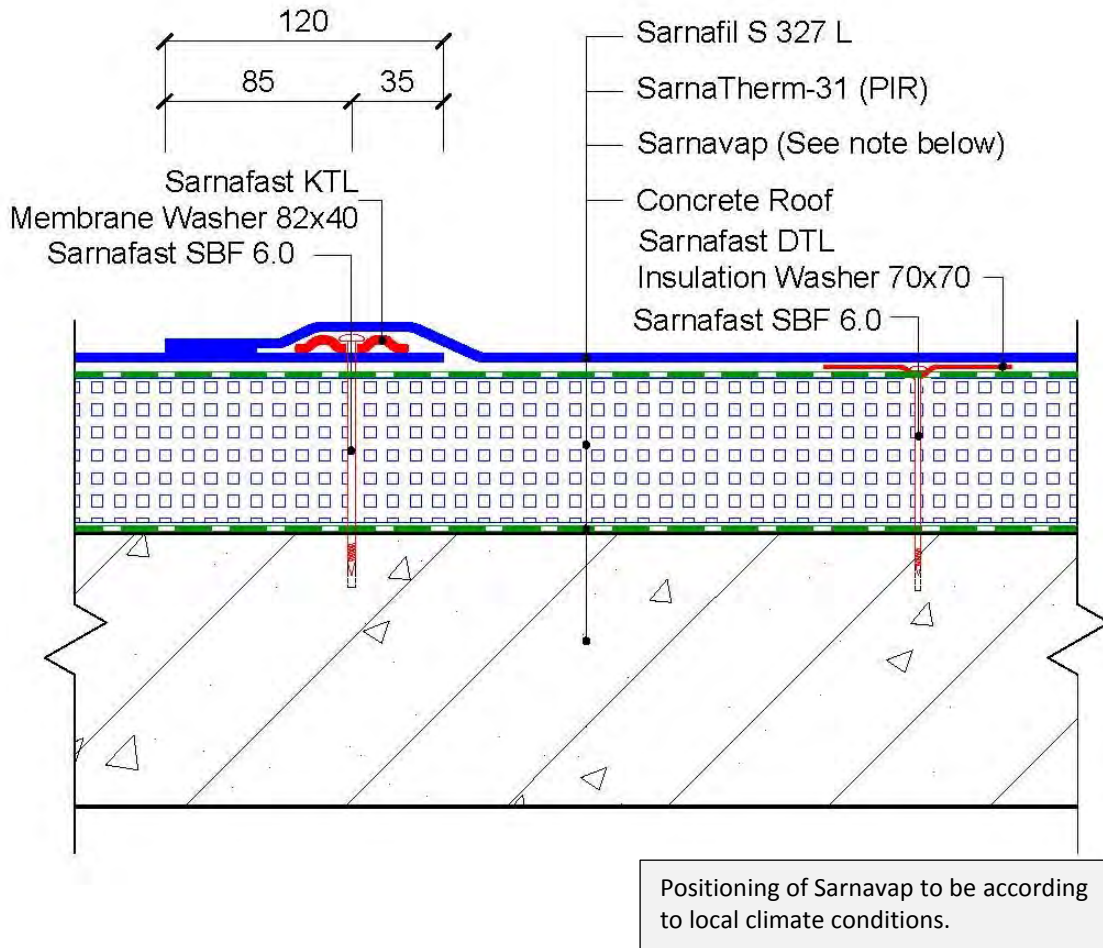 120
85
35
Sarnafil S 327 L
SarnaTherm-31 (PIR)
Sarnavap (See note below)
Concrete Roof
Sarnafast KTL
Membrane Washer 82x40
Sarnafast SBF 6.0
Sarnafast DTL
Insulation Washer 70x70
Sarnafast SBF 6.0
Positioning of Sarnavap to be according
to local climate conditions.